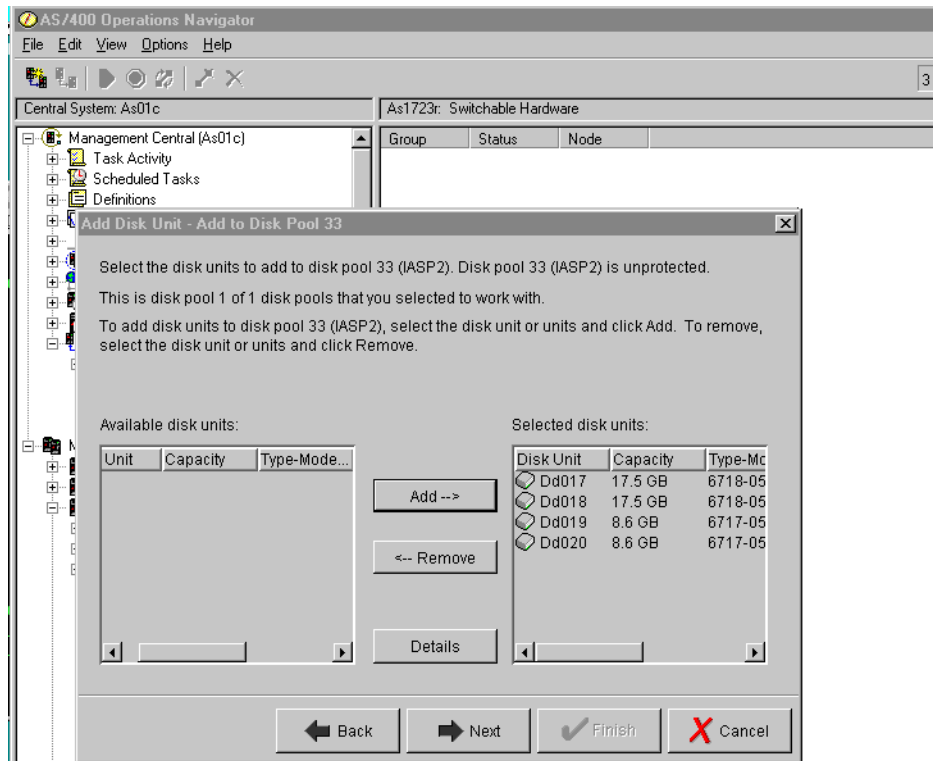 AS/400 Operations Navigator
File Edit View Options Help
3
Central System: As01c
As1723r: Switchable Hardware
Management Central (As01c)
Task Activity
Scheduled Tasks
Definitions
Group Status Node
Add Disk Unit - Add to Disk Pool 33
Select the disk units to add to disk pool 33 (IASP2). Disk pool 33 (IASP2) is unprotected.
This is disk pool 1 of 1 disk pools that you selected to work with.
To add disk units to disk pool 33 (IASP2), select the disk unit or units and click Add. To remove,
select the disk unit or units and click Remove.
Available disk units:
Unit Capacity Type-Mode...
Add -->
<-- Remove
Details
Selected disk units:
Disk Unit Capacity Type-Mo
Dd017 17.5 GB 6718-05
Dd018 17.5 GB 6718-05
Dd019 8.6 GB 6717-05
Dd020 8.6 GB 6717-05
Back
Next
Finish
Cancel